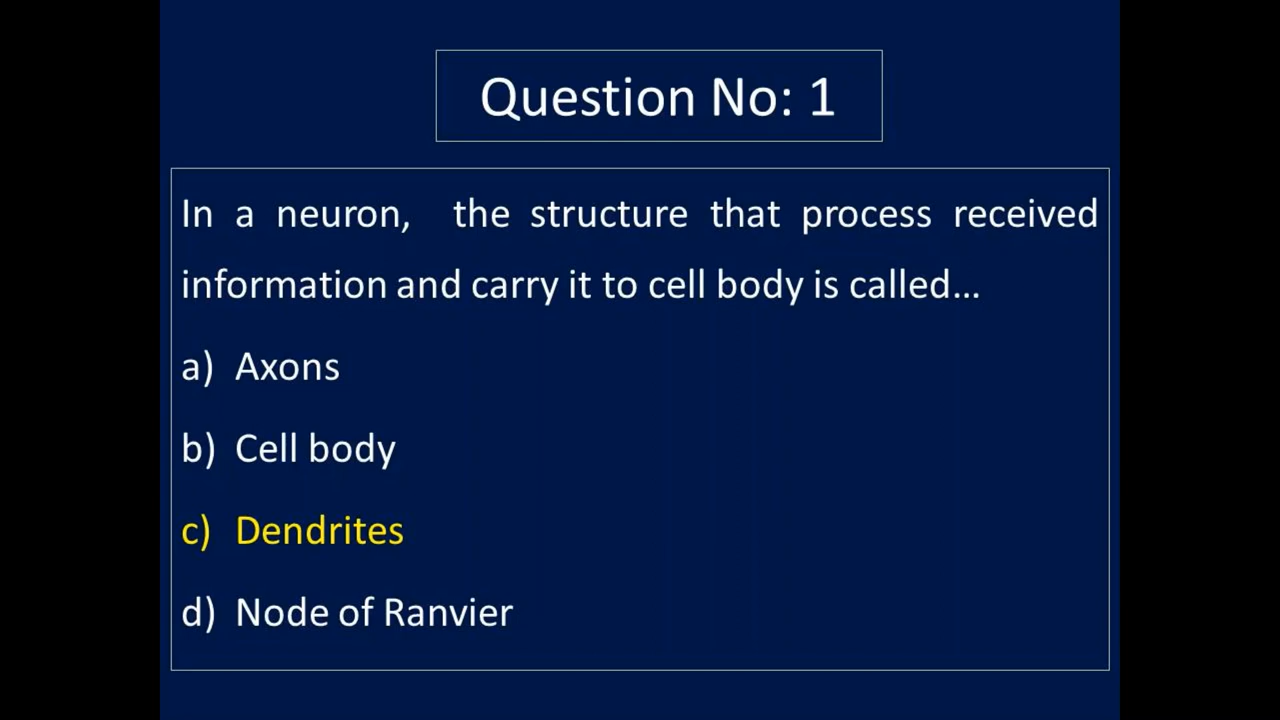 Question No: 1
In a neuron, the structure that process received
information and carry it to cell body is called...
a) Axons
b) Cell body
c) Dendrites
d) Node of Ranvier